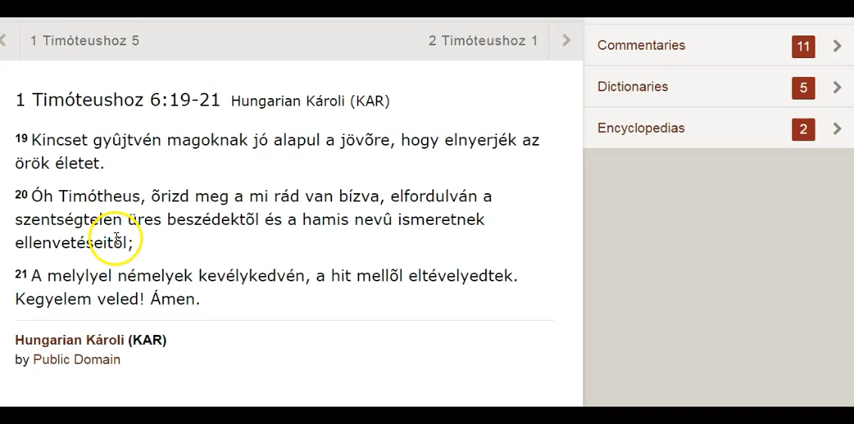 1 Timóteushoz 5
2 Timóteushoz 1
1 Timóteushoz 6:19-21 Hungarian Károli (KAR)
19 Kincset gyûjtvén magoknak jó alapul a jövõre, hogy elnyerjék az
örök életet.
20 Óh Timótheus, õrizd meg a mi rád van bízva, elfordulván a
szentségtelen üres beszédektõl és a hamis nevû ismeretnek
ellenvetéseitõl;
21 A melylyel némelyek kevélykedvén, a hit mellõl eltévelyedtek.
Kegyelem veled! Ámen.
Hungarian Károli (KAR)
by Public Domain
Commentaries 11
Dictionaries 5
Encyclopedias 2